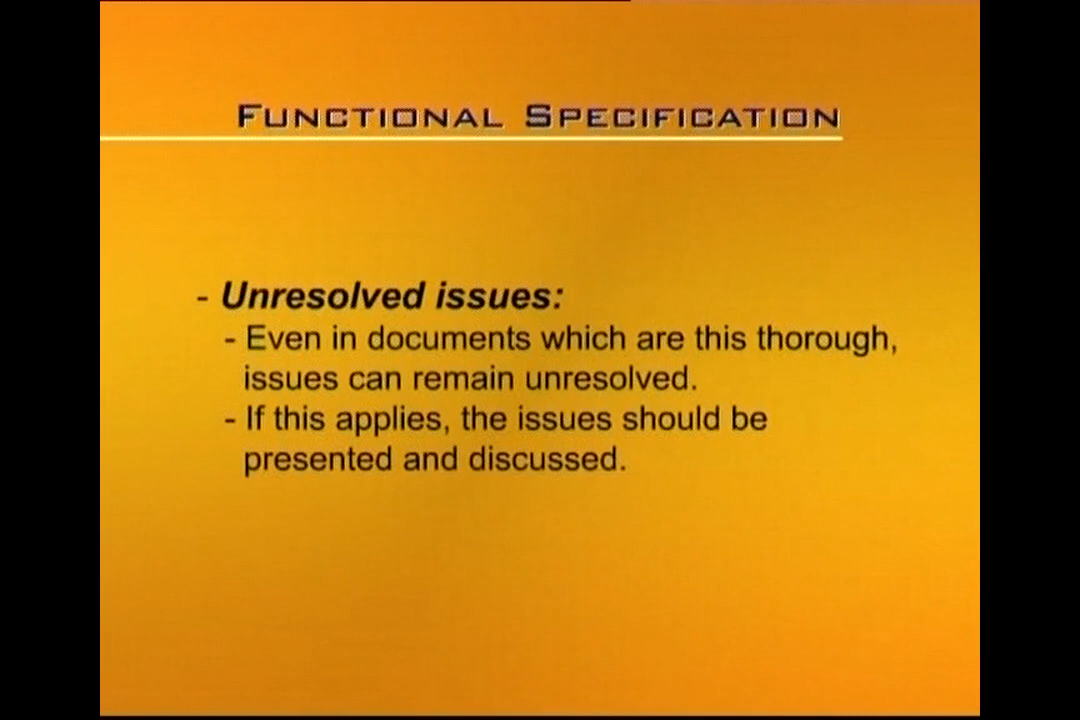 Functional Specification
- Unresolved issues:
- Even in documents which are this thorough,
issues can remain unresolved.
- If this applies, the issues should be
presented and discussed.